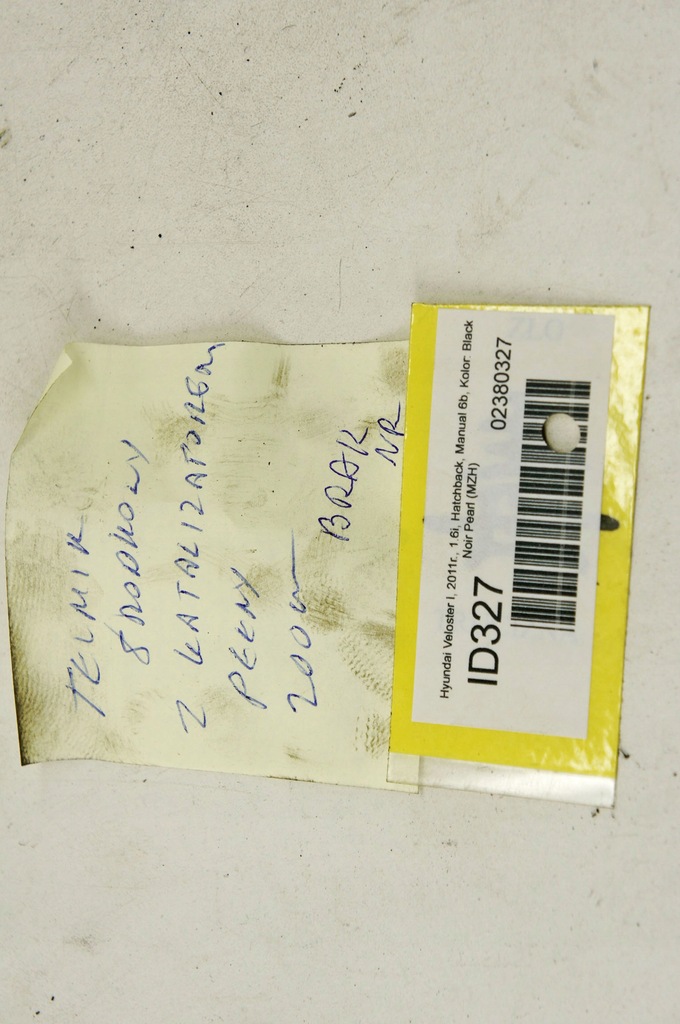 TŁUMIK
ŚRODKOWY
Z KATALIZATOREM
PEŁNY
BRAK
NR
Hyundai Veloster I, 2011r., 1.6i, Hatchback, Manual 6b, Kolor: Black
Noir Pearl (MZH)
ID327
02380327